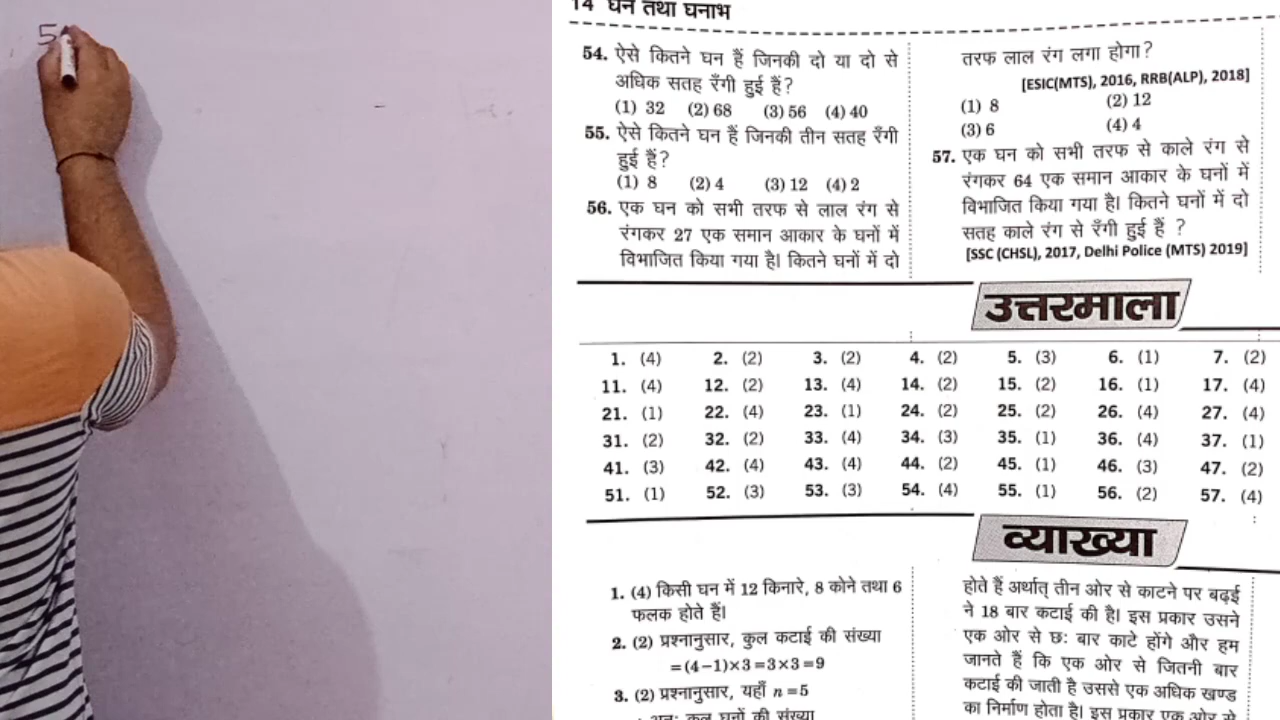 5
14 घन तथा घनाभ
54. ऐसे कितने घन हैं जिनकी दो या दो से
अधिक सतह रँगी हुई हैं?
(1) 32 (2) 68 (3) 56 (4) 40
55. ऐसे कितने घन हैं जिनकी तीन सतह रँगी
हुई हैं?
(1) 8 (2) 4 (3) 12 (4) 2
56. एक घन को सभी तरफ से लाल रंग से
रंगकर 27 एक समान आकार के घनों में
विभाजित किया गया है। कितने घनों में दो
तरफ लाल रंग लगा होगा?
[ESIC(MTS), 2016, RRB(ALP), 2018]
(1) 8 (2) 12
(3) 6 (4) 4
57. एक घन को सभी तरफ से काले रंग से
रंगकर 64 एक समान आकार के घनों में
विभाजित किया गया है। कितने घनों में दो
सतह काले रंग से रँगी हुई हैं ?
[SSC (CHSL), 2017, Delhi Police (MTS) 2019]
उत्तरमाला
1. (4) 2. (2) 3. (2) 4. (2) 5. (3) 6. (1) 7. (2)
11. (4) 12. (2) 13. (4) 14. (2) 15. (2) 16. (1) 17. (4)
21. (1) 22. (4) 23. (1) 24. (2) 25. (2) 26. (4) 27. (4)
31. (2) 32. (2) 33. (4) 34. (3) 35. (1) 36. (4) 37. (1)
41. (3) 42. (4) 43. (4) 44. (2) 45. (1) 46. (3) 47. (2)
51. (1) 52. (3) 53. (3) 54. (4) 55. (1) 56. (2) 57. (4)
व्याख्या
1. (4) किसी घन में 12 किनारे, 8 कोने तथा 6
फलक होते हैं।
2. (2) प्रश्नानुसार, कुल कटाई की संख्या
=(4−1)×3=3×3=9
3. (2) प्रश्नानुसार, यहाँ n=5
अतः कुल घनों की संख्या
होते हैं अर्थात् तीन ओर से काटने पर बढ़ई
ने 18 बार कटाई की है। इस प्रकार उसने
एक ओर से छः बार काटे होंगे और हम
जानते हैं कि एक ओर से जितनी बार
कटाई की जाती है उससे एक अधिक खण्ड
का निर्माण होता है। इस प्रकार एक ओर से